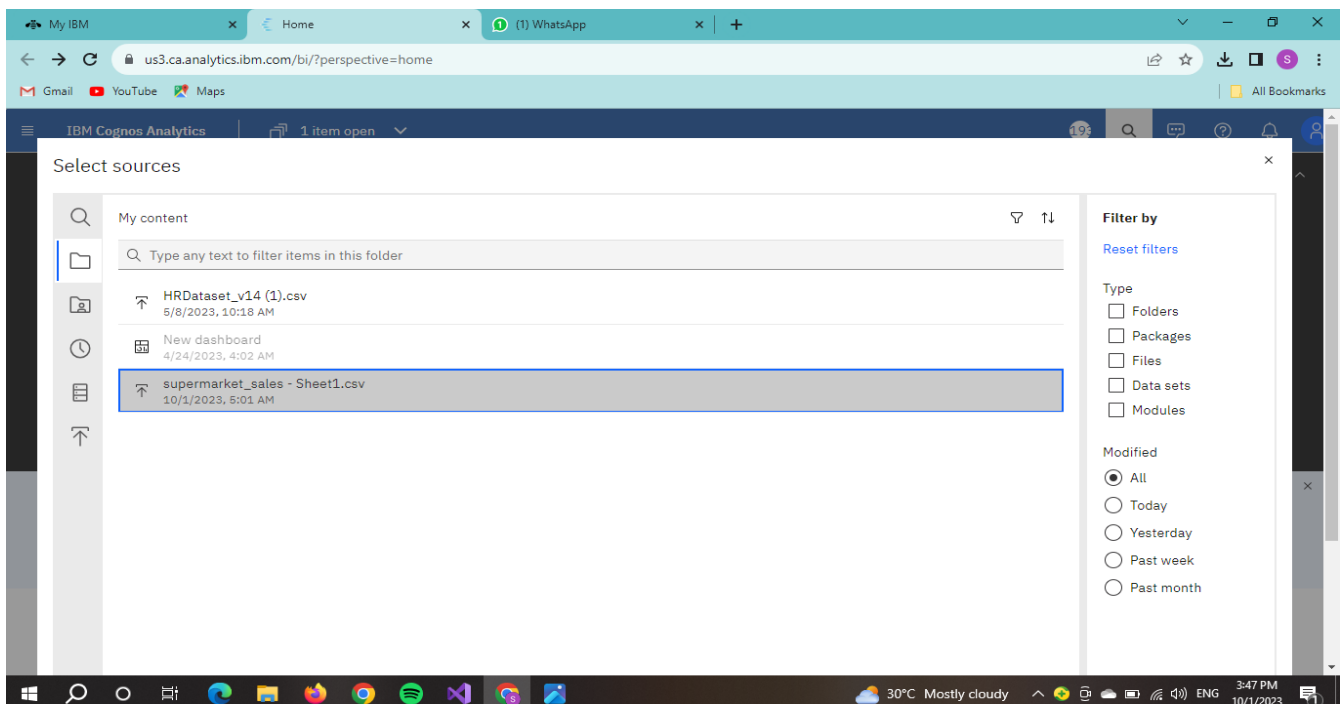 My IBM
Home
(1) WhatsApp
us3.ca.analytics.ibm.com/bi/?perspective=home
S
Gmail
YouTube
Maps
All Bookmarks
IBM Cognos Analytics
1 item open
193
Select sources
My content
Type any text to filter items in this folder
HRDataset_v14 (1).csv
5/8/2023, 10:18 AM
New dashboard
4/24/2023, 4:02 AM
supermarket_sales - Sheet1.csv
10/1/2023, 5:01 AM
Filter by
Reset filters
Type
Folders
Packages
Files
Data sets
Modules
Modified
All
Today
Yesterday
Past week
Past month
30°C Mostly cloudy
ENG
3:47 PM
10/1/2023